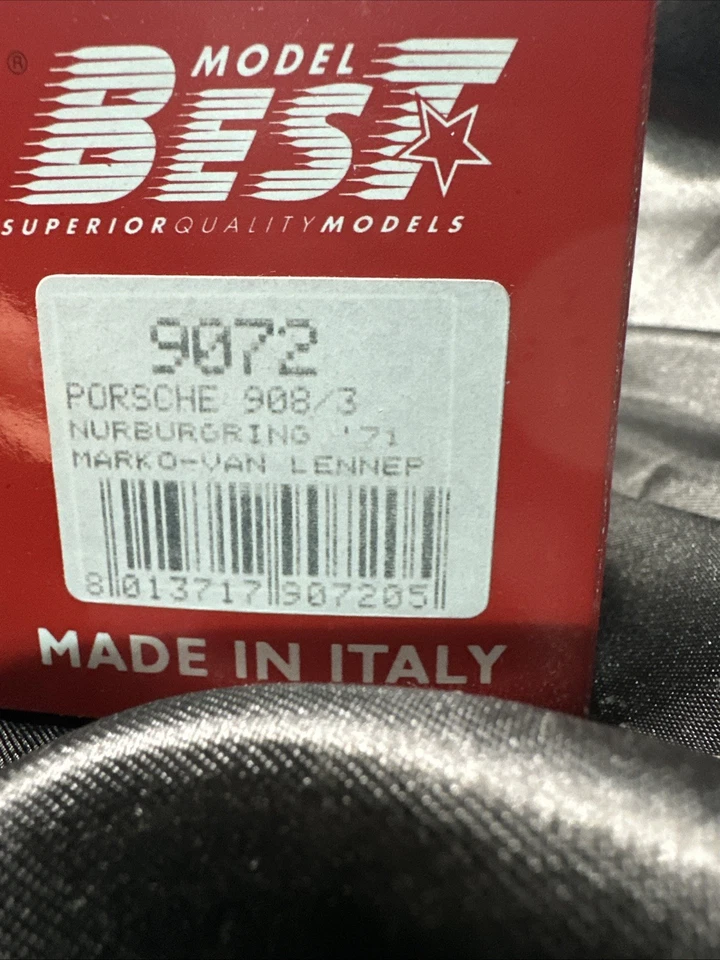 ®
MODEL
BEST
SUPERIORQUALITYMODELS
9072
PORSCHE 908/3
NURBURGRING '71
MARKO-VAN LENNEP
8 013717 907205
MADE IN ITALY